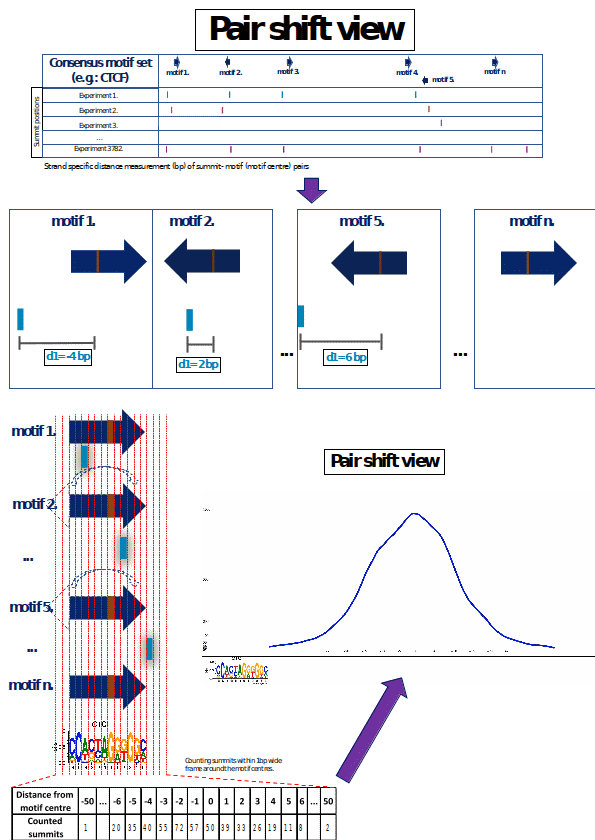 Pair shift view
Consensus motif set
(e.g.: CTCF)
motif 1.
motif 2.
motif 3.
motif 4.
motif 5.
motif n
Summit positions
Experiment 1.
Experiment 2.
Experiment 3.
...
Experiment 3782.
Strand specific distance measurement (bp) of summit- motif (motif centre) pairs
motif 1.
motif 2.
motif 5.
motif n.
d1= -4 bp
d1= 2bp
...
d1=6 bp
...
motif 1.
motif 2.
...
motif 5.
...
motif n.
Pair shift view
Counting summits within 1bp wide
frame around the motif centres.
Distance from motif centre -50 ... -6 -5 -4 -3 -2 -1 0 1 2 3 4 5 6 ... 50
Counted summits 1 20 35 40 55 72 57 50 39 33 26 19 11 8 2